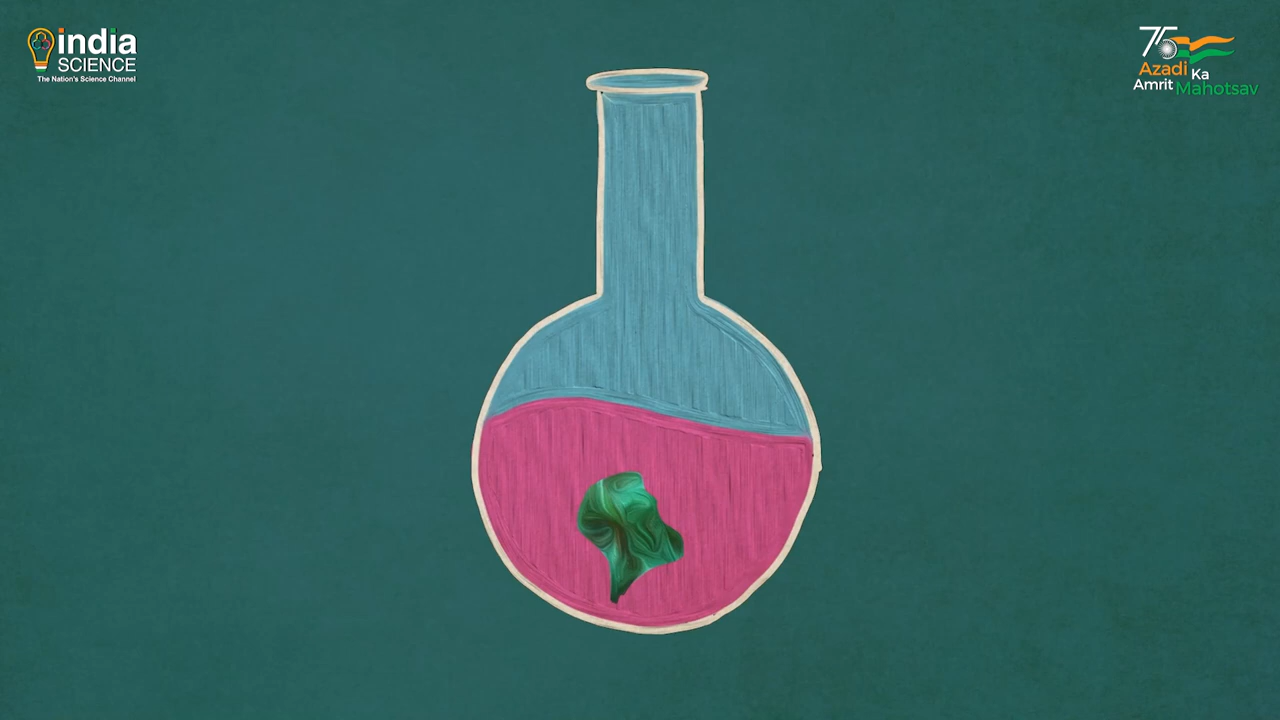 india
SCIENCE
The Nation's Science Channel
75
Azadi Ka
Amrit Mahotsav